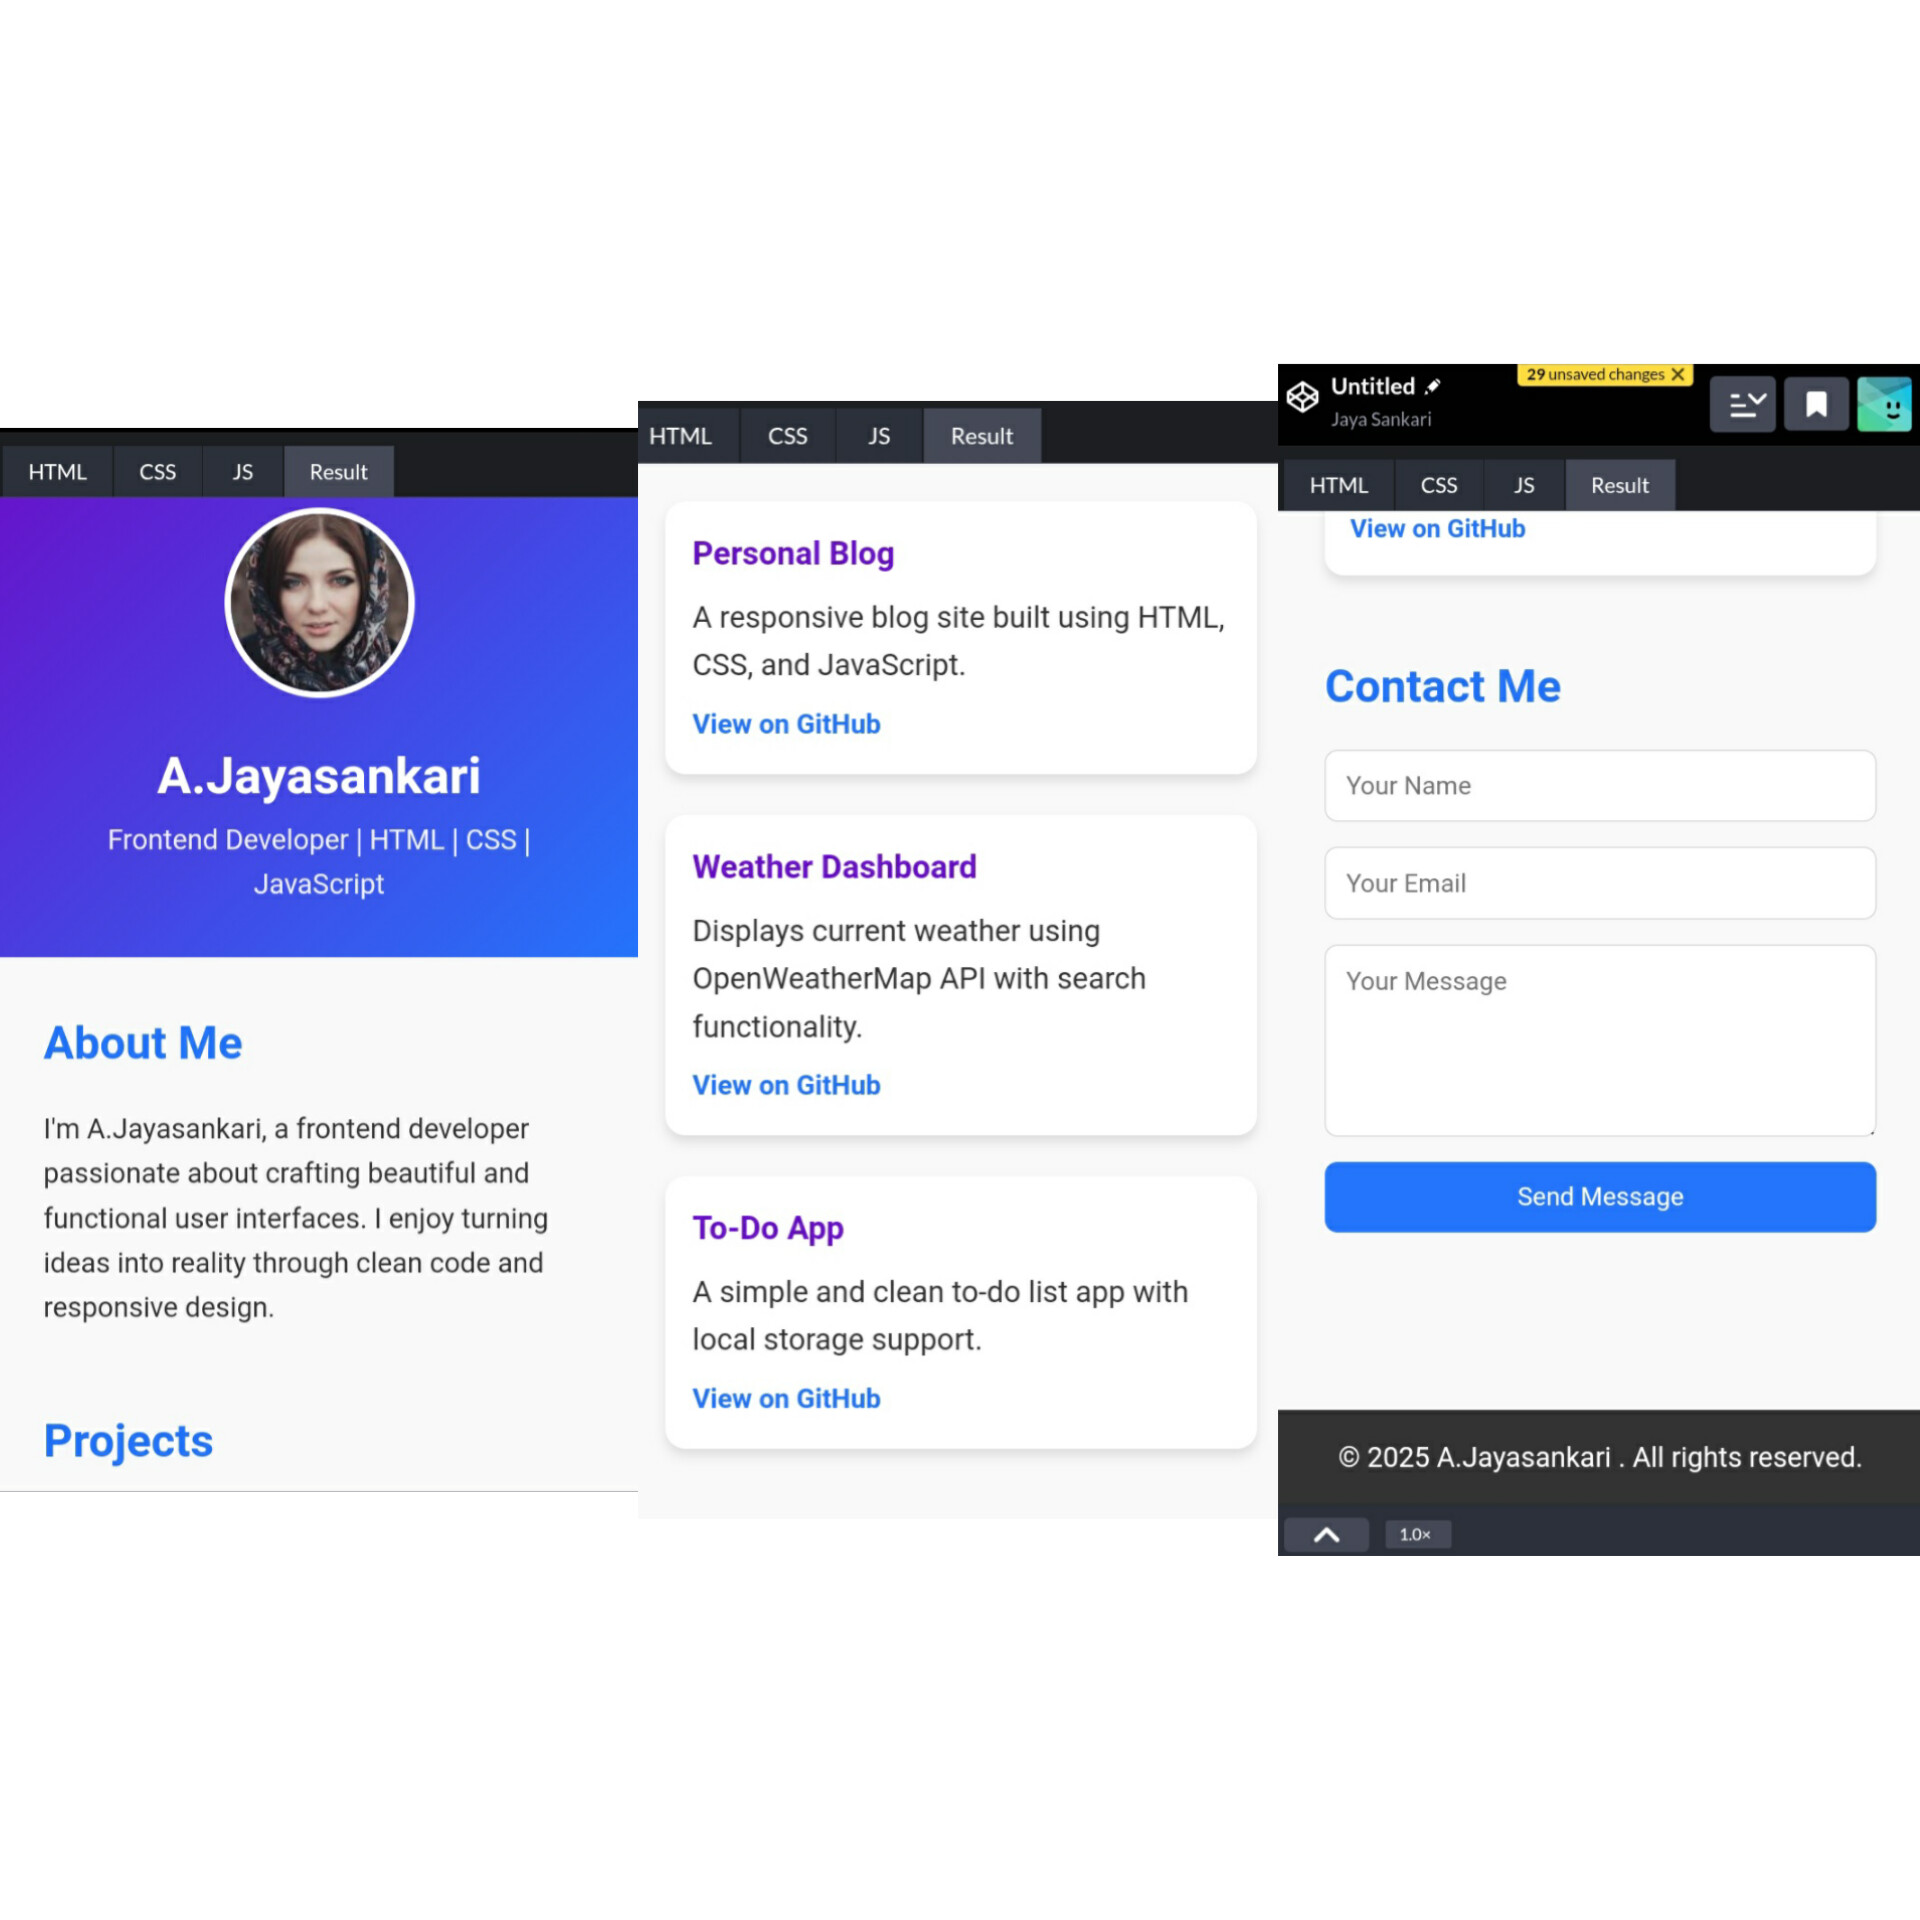 HTML CSS JS Result
A.Jayasankari
Frontend Developer | HTML | CSS |
JavaScript
About Me
I'm A.Jayasankari, a frontend developer
passionate about crafting beautiful and
functional user interfaces. I enjoy turning
ideas into reality through clean code and
responsive design.
Projects
HTML CSS JS Result
Personal Blog
A responsive blog site built using HTML,
CSS, and JavaScript.
View on GitHub
Weather Dashboard
Displays current weather using
OpenWeatherMap API with search
functionality.
View on GitHub
To-Do App
A simple and clean to-do list app with
local storage support.
View on GitHub
Untitled
29 unsaved changes
Jaya Sankari
HTML CSS JS Result
View on GitHub
Contact Me
Your Name
Your Email
Your Message
Send Message
© 2025 A.Jayasankari . All rights reserved.
1.0×